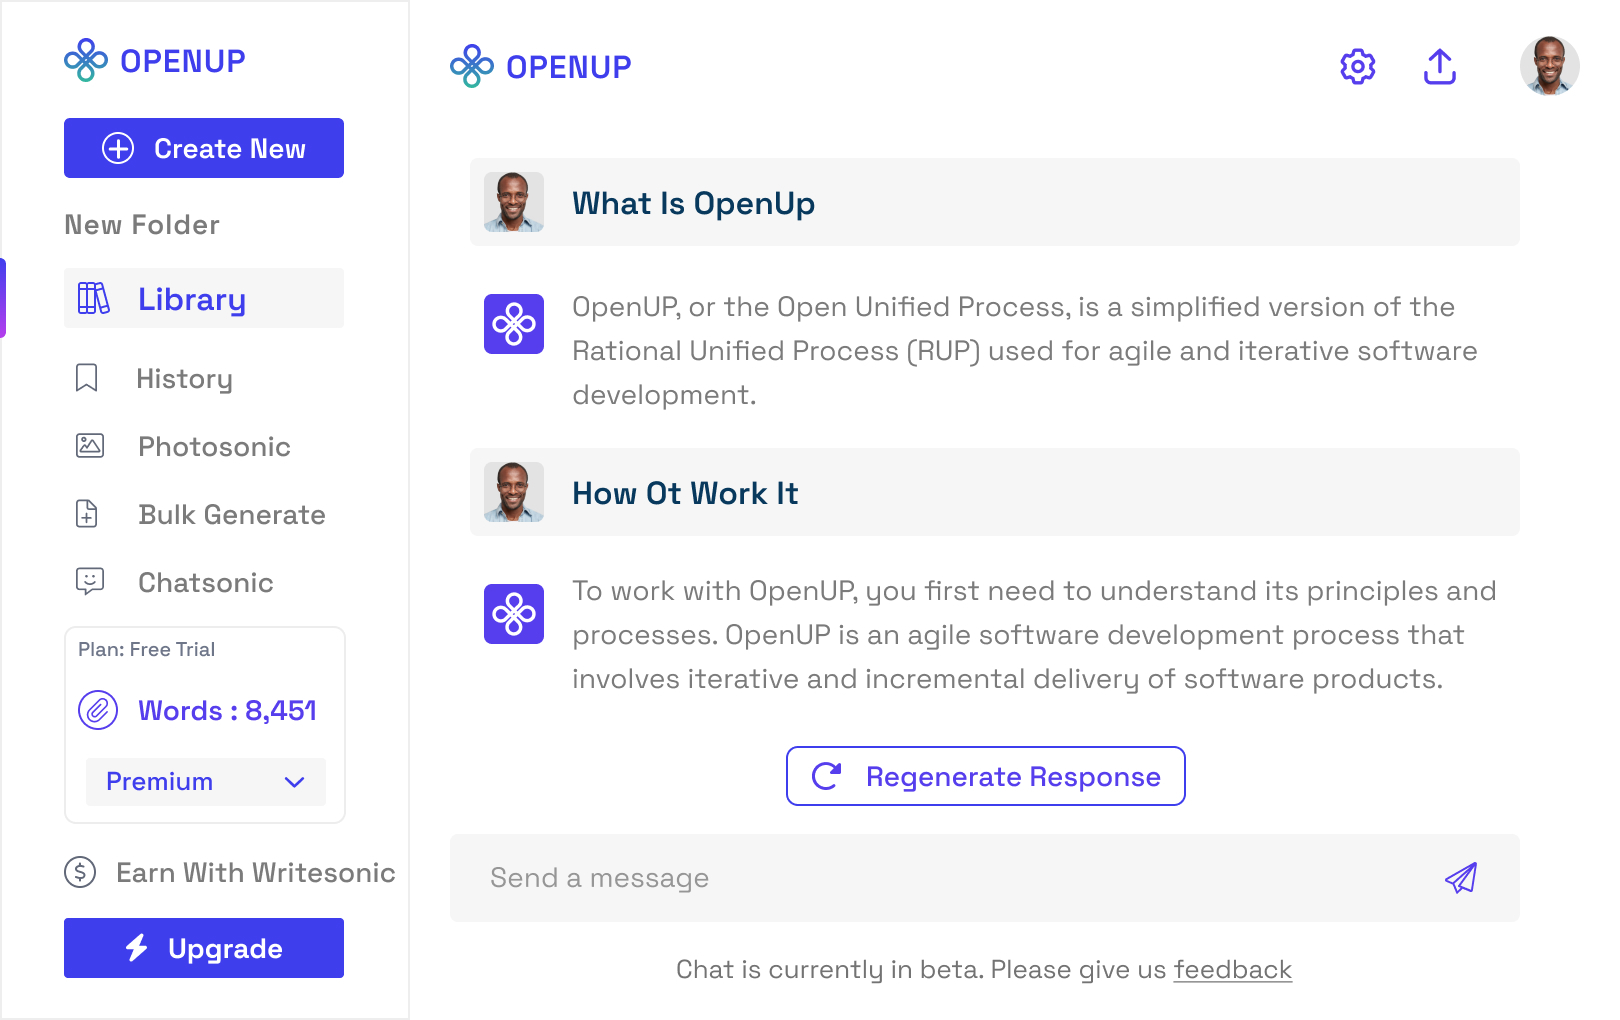 OPENUP
Create New
New Folder
Library
History
Photosonic
Bulk Generate
Chatsonic
Plan: Free Trial
Words : 8,451
Premium
Earn With Writesonic
Upgrade
OPENUP
What Is OpenUp
OpenUP, or the Open Unified Process, is a simplified version of the
Rational Unified Process (RUP) used for agile and iterative software
development.
How Ot Work It
To work with OpenUP, you first need to understand its principles and
processes. OpenUP is an agile software development process that
involves iterative and incremental delivery of software products.
Regenerate Response
Send a message
Chat is currently in beta. Please give us feedback